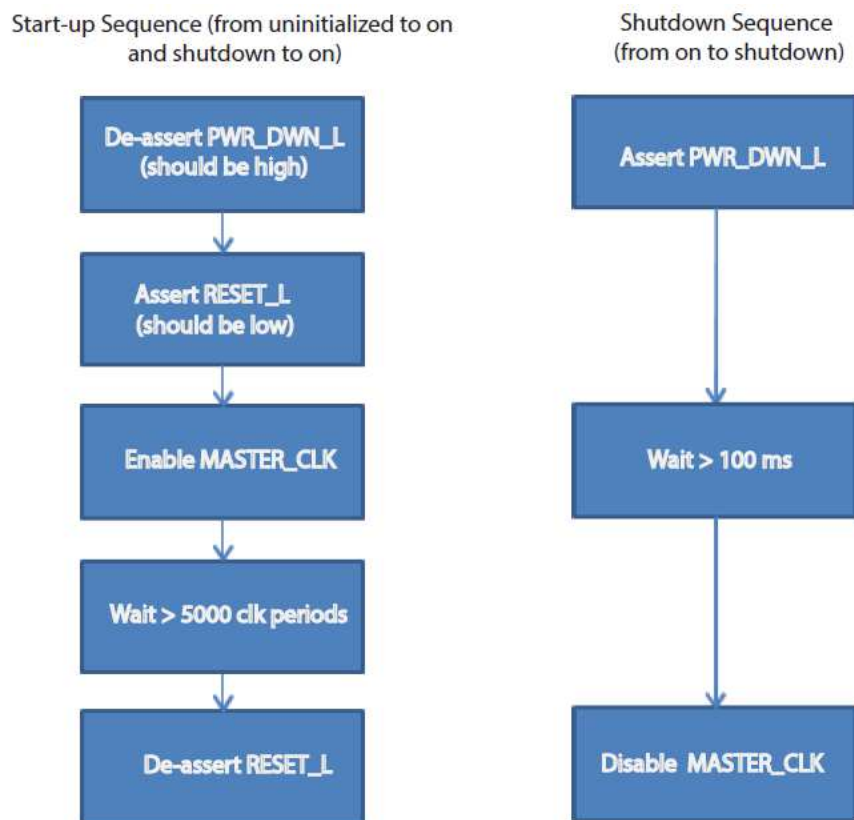 Start-up Sequence (from uninitialized to on
and shutdown to on)
De-assert PWR_DWN_L
(should be high)
Assert RESET_L
(should be low)
Enable MASTER_CLK
Wait > 5000 clk periods
De-assert RESET_L
Shutdown Sequence
(from on to shutdown)
Assert PWR_DWN_L
Wait > 100 ms
Disable MASTER_CLK